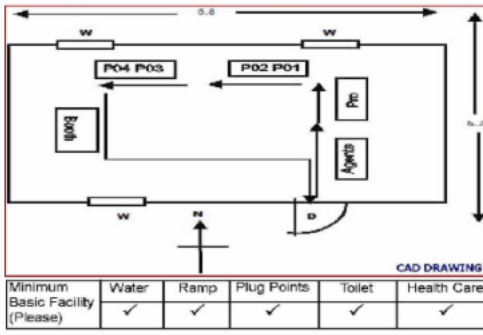 6.8
W
W
P04 P03
P02 P01
Pro
Booth
Agents
W
N
D
CAD DRAWING
Minimum Basic Facility (Please)
Water
Ramp
Plug Points
Toilet
Health Care
✓
✓
✓
✓
✓